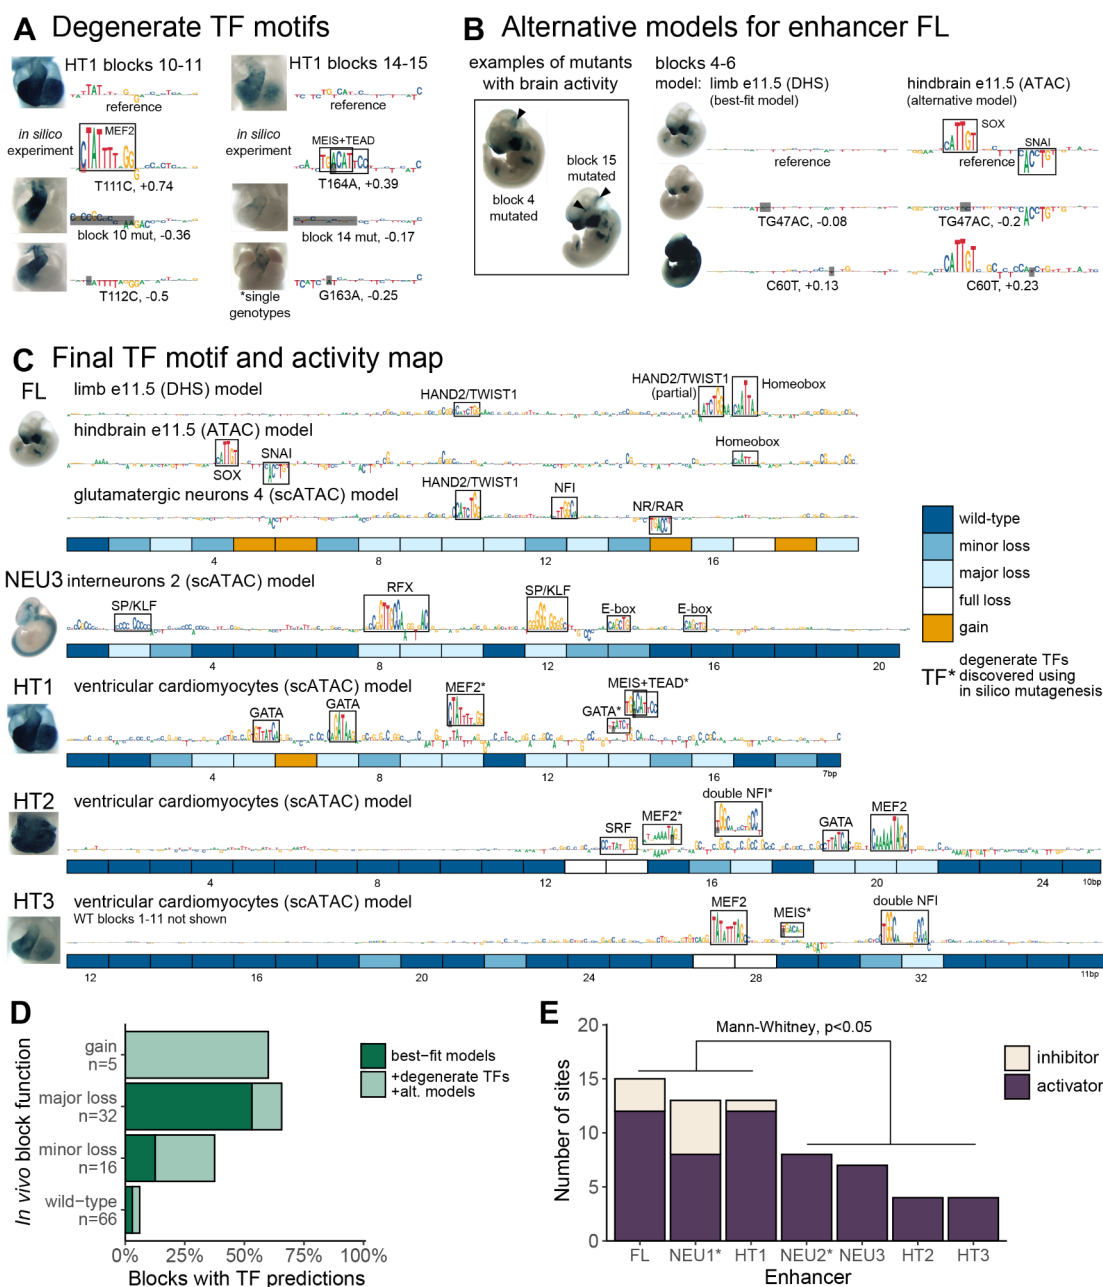 A Degenerate TF motifs
HT1 blocks 10-11
reference
in silico
experiment
MEF2
T111C, +0.74
block 10 mut, -0.36
T112C, -0.5
HT1 blocks 14-15
reference
in silico
experiment
MEIS+TEAD
T164A, +0.39
block 14 mut, -0.17
*single
genotypes
G163A, -0.25
B Alternative models for enhancer FL
examples of mutants
with brain activity
block 4
mutated
block 15
mutated
blocks 4-6
model: limb e11.5 (DHS)
(best-fit model)
hindbrain e11.5 (ATAC)
(alternative model)
reference
SOX
reference
SNAI
TG47AC, -0.08
TG47AC, -0.2
C60T, +0.13
C60T, +0.23
C Final TF motif and activity map
FL
limb e11.5 (DHS) model
HAND2/TWIST1
HAND2/TWIST1
(partial)
Homeobox
hindbrain e11.5 (ATAC) model
SOX
SNAI
Homeobox
glutamatergic neurons 4 (scATAC) model
HAND2/TWIST1
NFI
NR/RAR
4 8 12 16
wild-type
minor loss
major loss
full loss
gain
TF* degenerate TFs
discovered using
in silico mutagenesis
NEU3 interneurons 2 (scATAC) model
SP/KLF
RFX
SP/KLF
E-box
E-box
4 8 12 16 20
HT1 ventricular cardiomyocytes (scATAC) model
GATA
GATA
MEF2*
GATA*
MEIS+TEAD*
4 8 12 16 7bp
HT2 ventricular cardiomyocytes (scATAC) model
SRF
MEF2*
double NFI*
GATA
MEF2
4 8 12 16 20 24 10bp
HT3 ventricular cardiomyocytes (scATAC) model
WT blocks 1-11 not shown
MEF2
MEIS*
double NFI
12 16 20 24 28 32 11bp
D
In vivo block function
gain
n=5
major loss
n=32
minor loss
n=16
wild−type
n=66
0% 25% 50% 75% 100%
Blocks with TF predictions
best−fit models
+degenerate TFs
+alt. models
E
Number of sites
20
15
10
5
0
Mann-Whitney, p<0.05
FL NEU1* HT1 NEU2* NEU3 HT2 HT3
Enhancer
inhibitor
activator